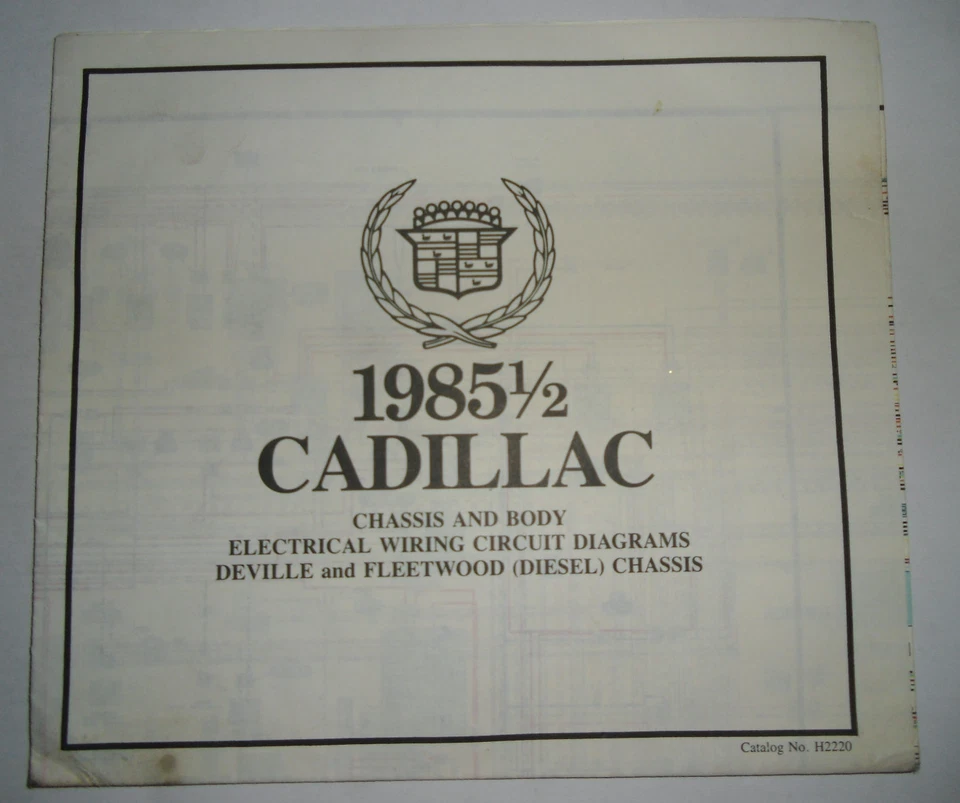 1985½
CADILLAC
CHASSIS AND BODY
ELECTRICAL WIRING CIRCUIT DIAGRAMS
DEVILLE and FLEETWOOD (DIESEL) CHASSIS
Catalog No. H2220